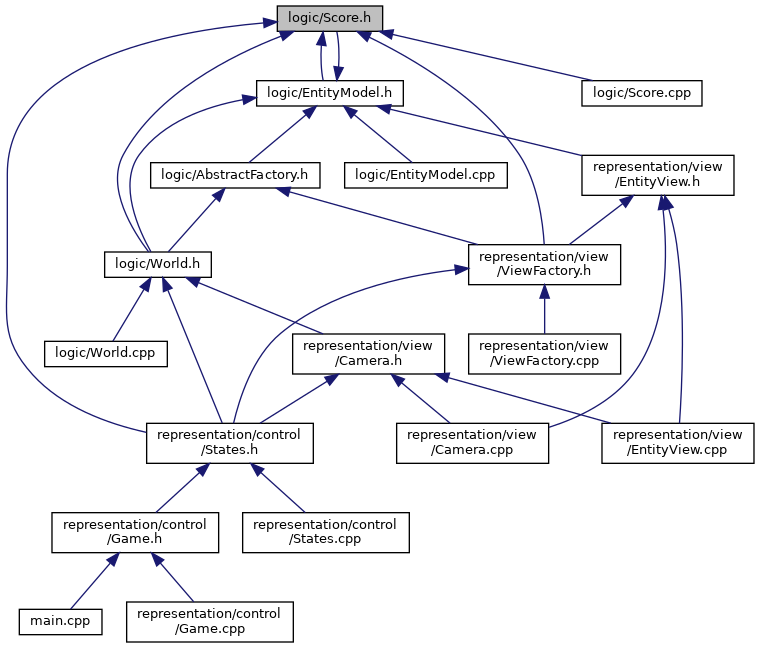 logic/Score.h
logic/EntityModel.h
logic/Score.cpp
logic/AbstractFactory.h
logic/EntityModel.cpp
representation/view
/EntityView.h
logic/World.h
representation/view
/ViewFactory.h
logic/World.cpp
representation/view
/Camera.h
representation/view
/ViewFactory.cpp
representation/control
/States.h
representation/view
/Camera.cpp
representation/view
/EntityView.cpp
representation/control
/Game.h
representation/control
/States.cpp
main.cpp
representation/control
/Game.cpp